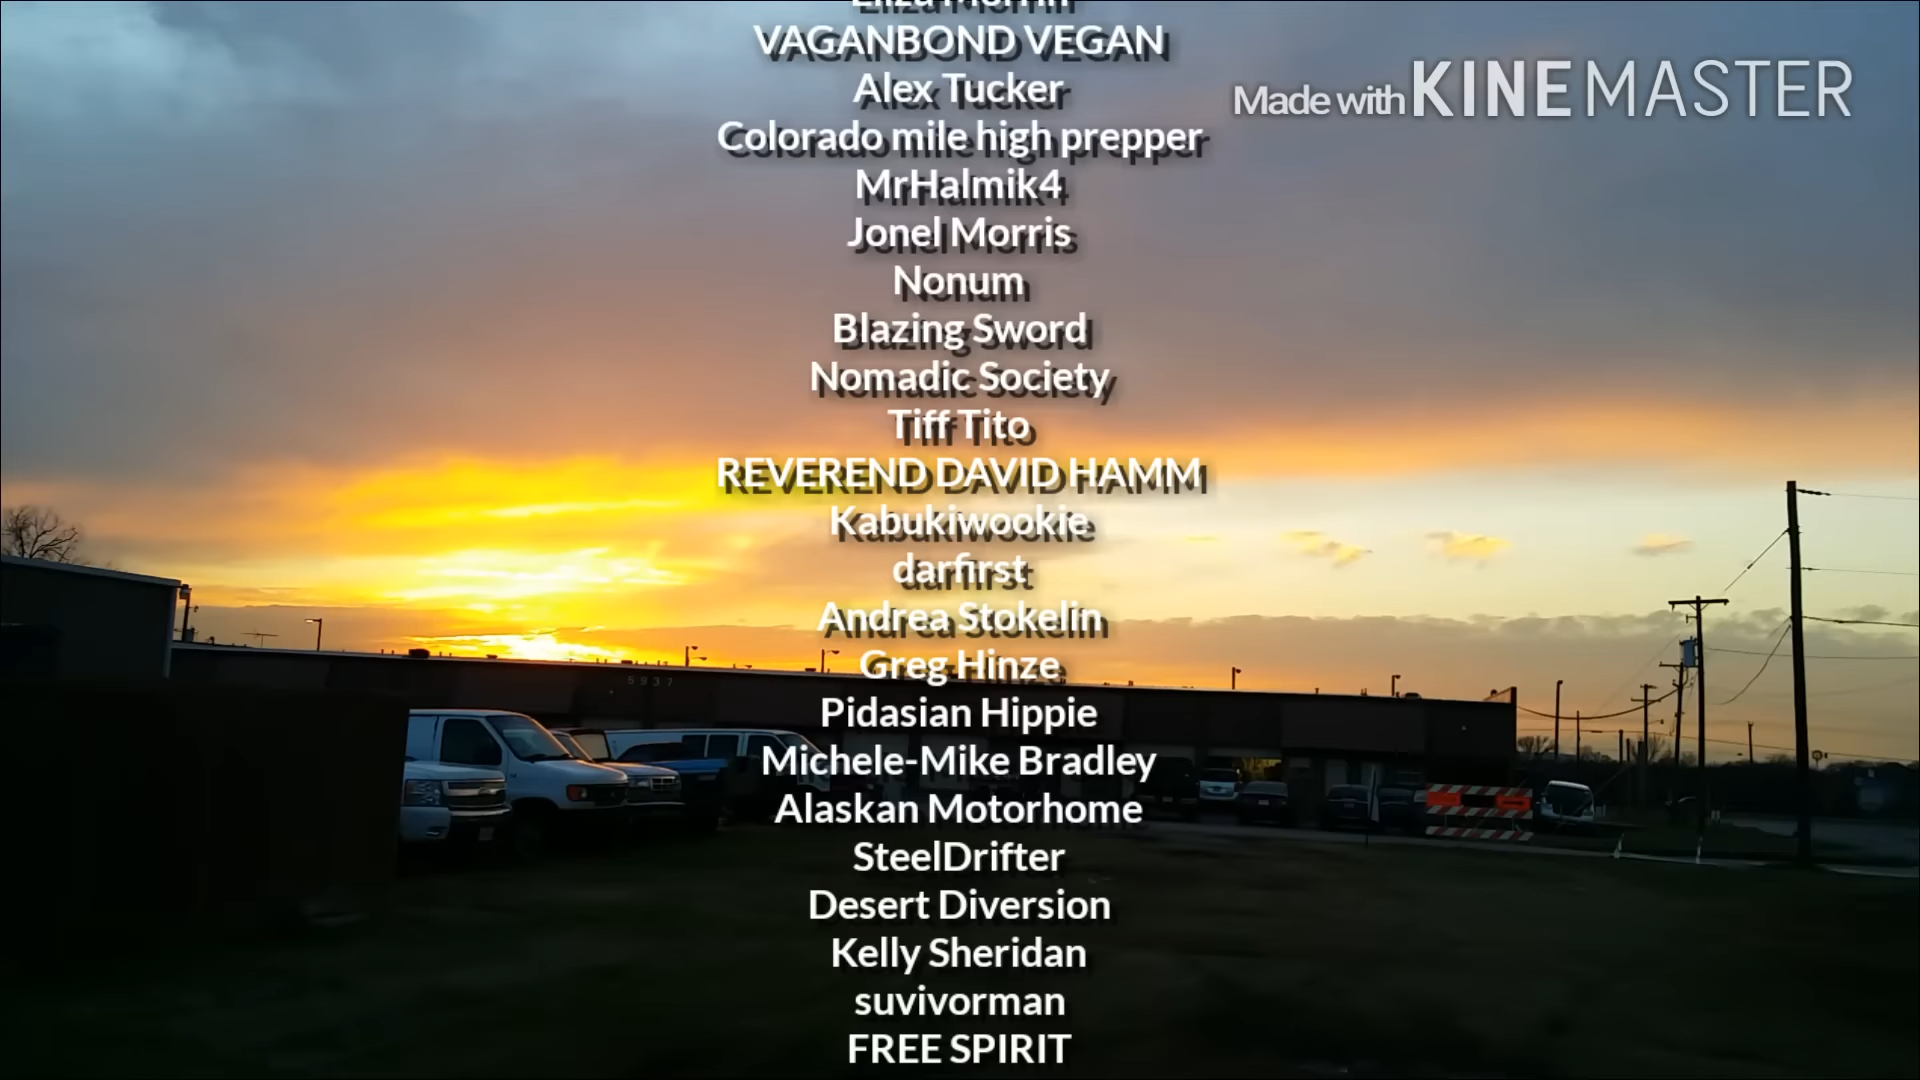 VAGANBOND VEGAN
Alex Tucker
Made with KINEMASTER
Colorado mile high prepper
MrHalmik4
Jonel Morris
Nonum
Blazing Sword
Nomadic Society
Tiff Tito
REVEREND DAVID HAMM
Kabukiwookie
darfirst
Andrea Stokelin
Greg Hinze
5937
Pidasian Hippie
Michele-Mike Bradley
Alaskan Motorhome
SteelDrifter
Desert Diversion
Kelly Sheridan
suvivorman
FREE SPIRIT